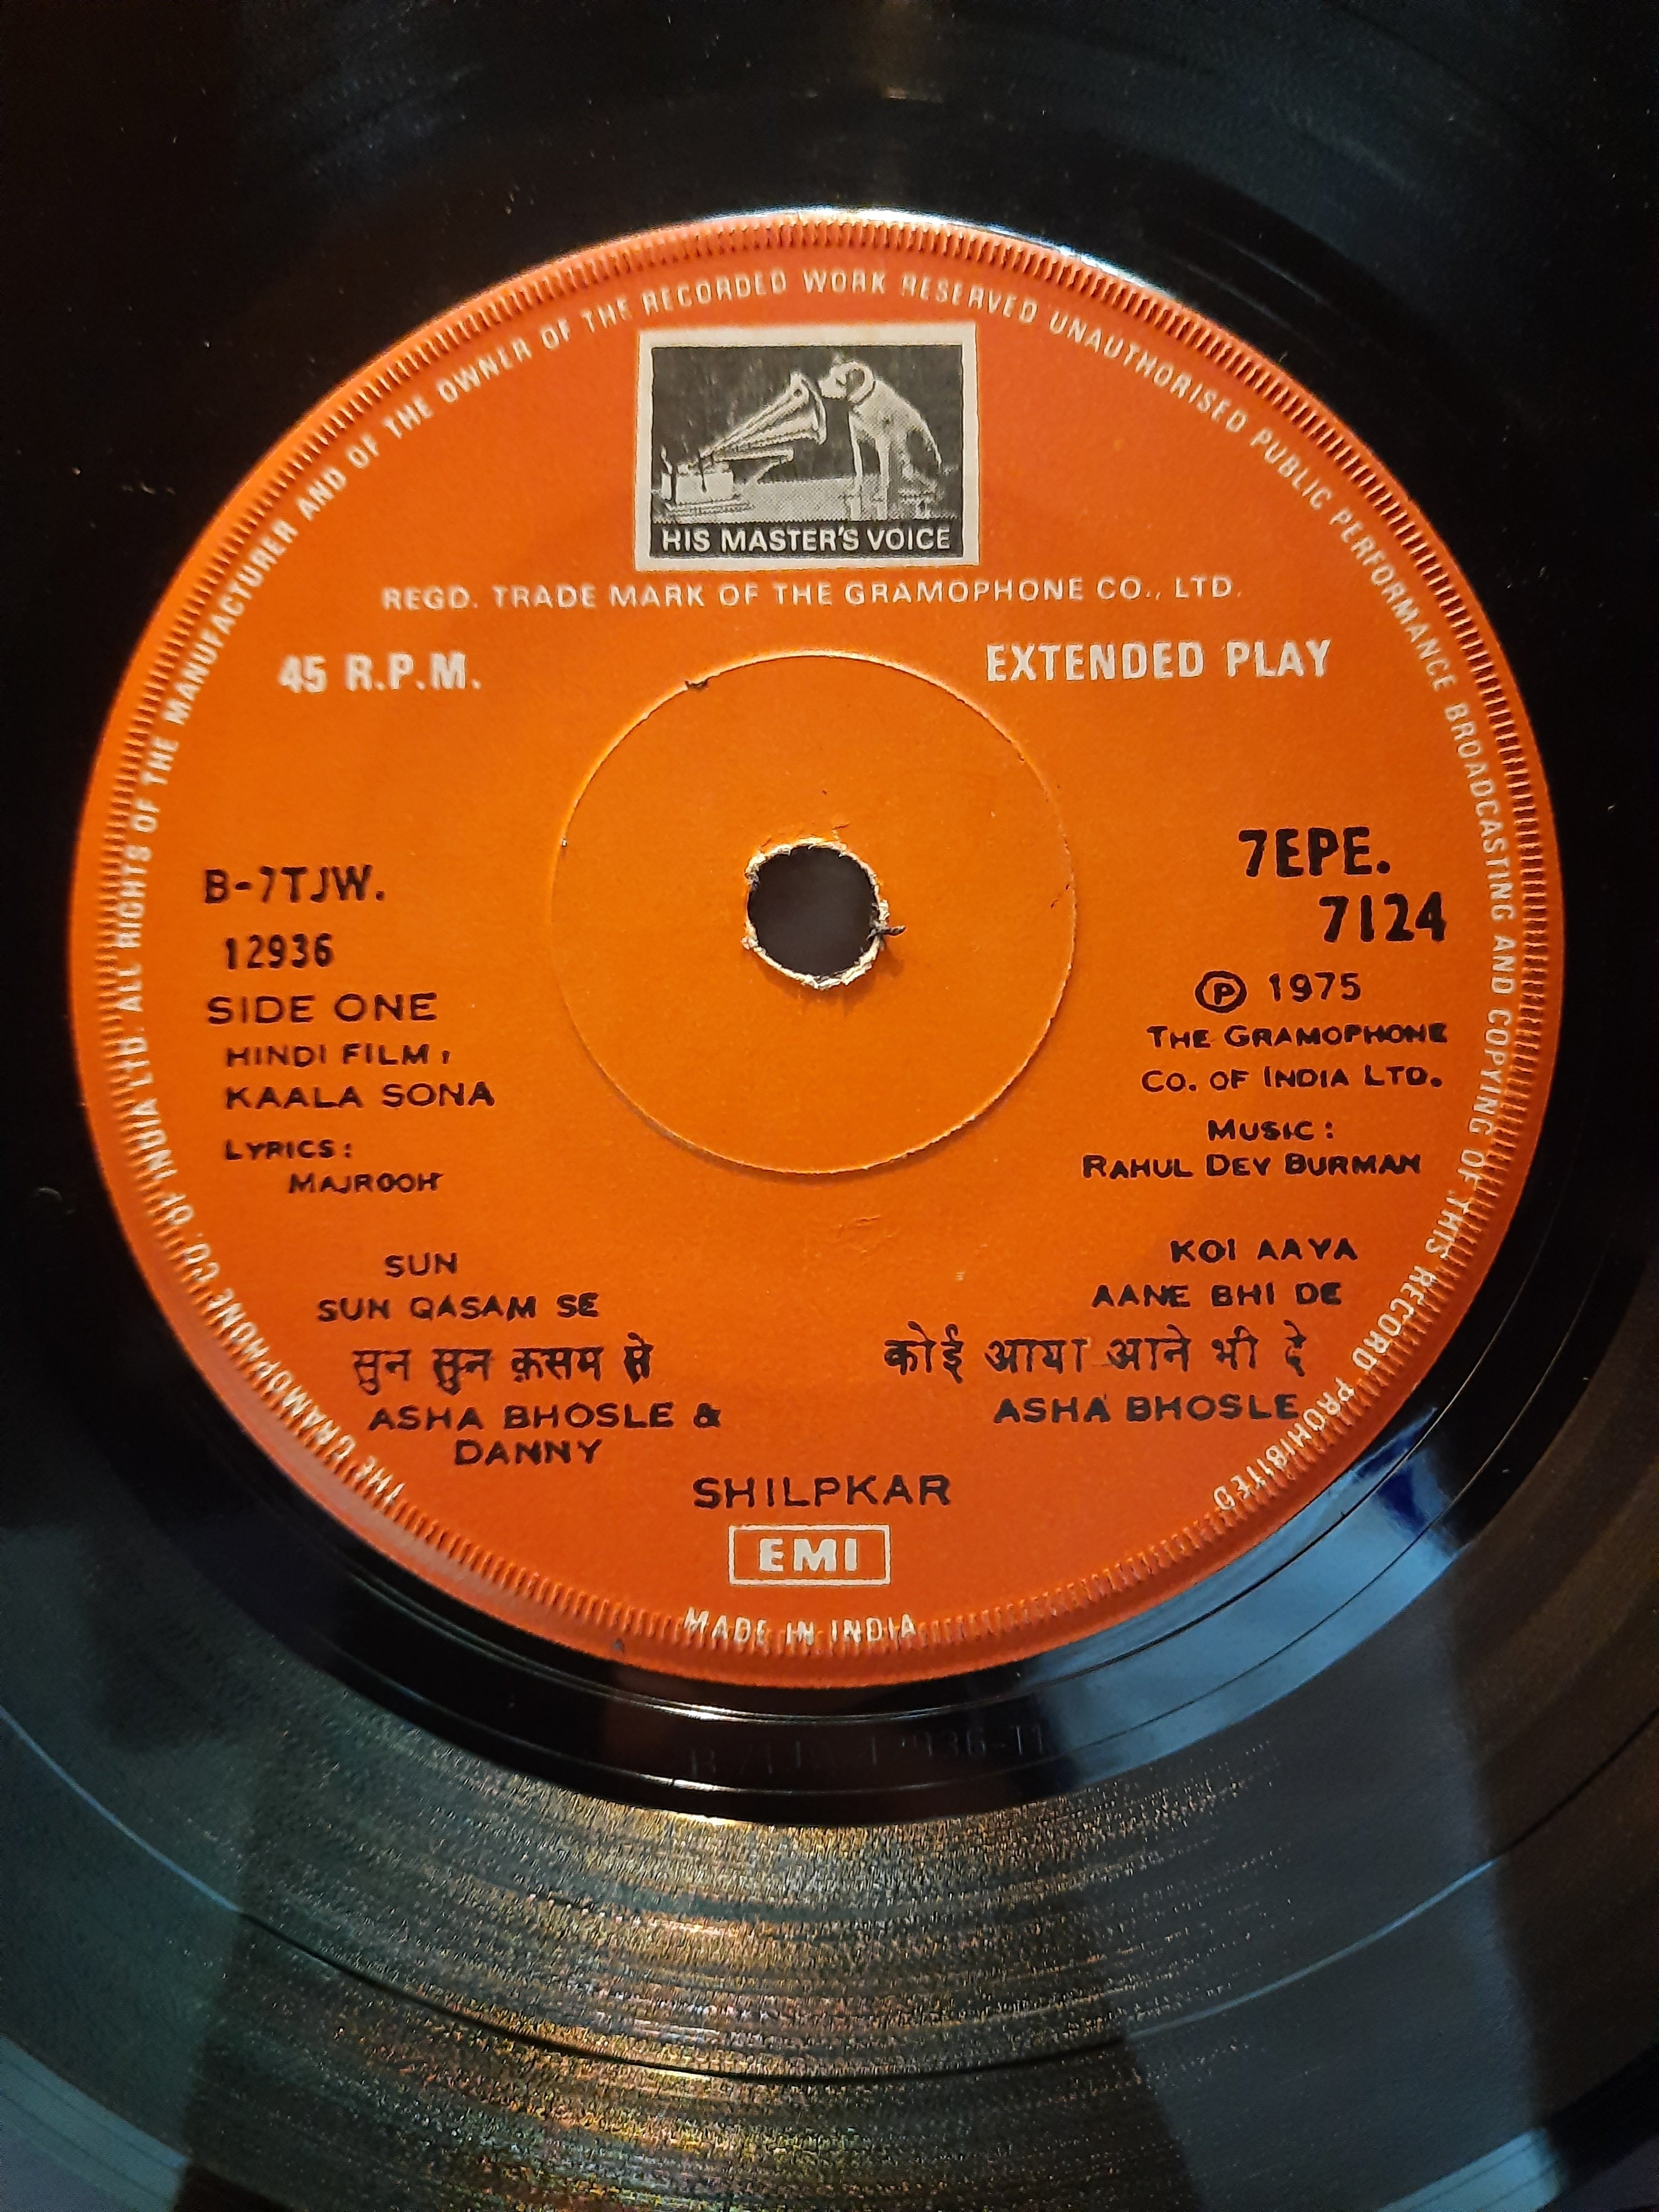 THE GRAMOPHONE CO. OF INDIA LTD. ALL RIGHTS OF THE MANUFACTURER AND OF THE OWNER OF THE RECORDED WORK RESERVED UNAUTHORISED PUBLIC PERFORMANCE BROADCASTING AND COPYING OF THIS RECORD PROHIBITED
HIS MASTER'S VOICE
REGD. TRADE MARK OF THE GRAMOPHONE CO., LTD.
45 R.P.M.
EXTENDED PLAY
B-7TJW.
12936
SIDE ONE
HINDI FILM:
KAALA SONA
LYRICS:
MAJROOH
7EPE.
7124
Ⓟ 1975
THE GRAMOPHONE
CO. OF INDIA LTD.
MUSIC:
RAHUL DEV BURMAN
SUN
SUN QASAM SE
सुन सुन क़सम से
ASHA BHOSLE &
DANNY
KOI AAYA
AANE BHI DE
कोई आया आने भी दे
ASHA BHOSLE
SHILPKAR
EMI
MADE IN INDIA